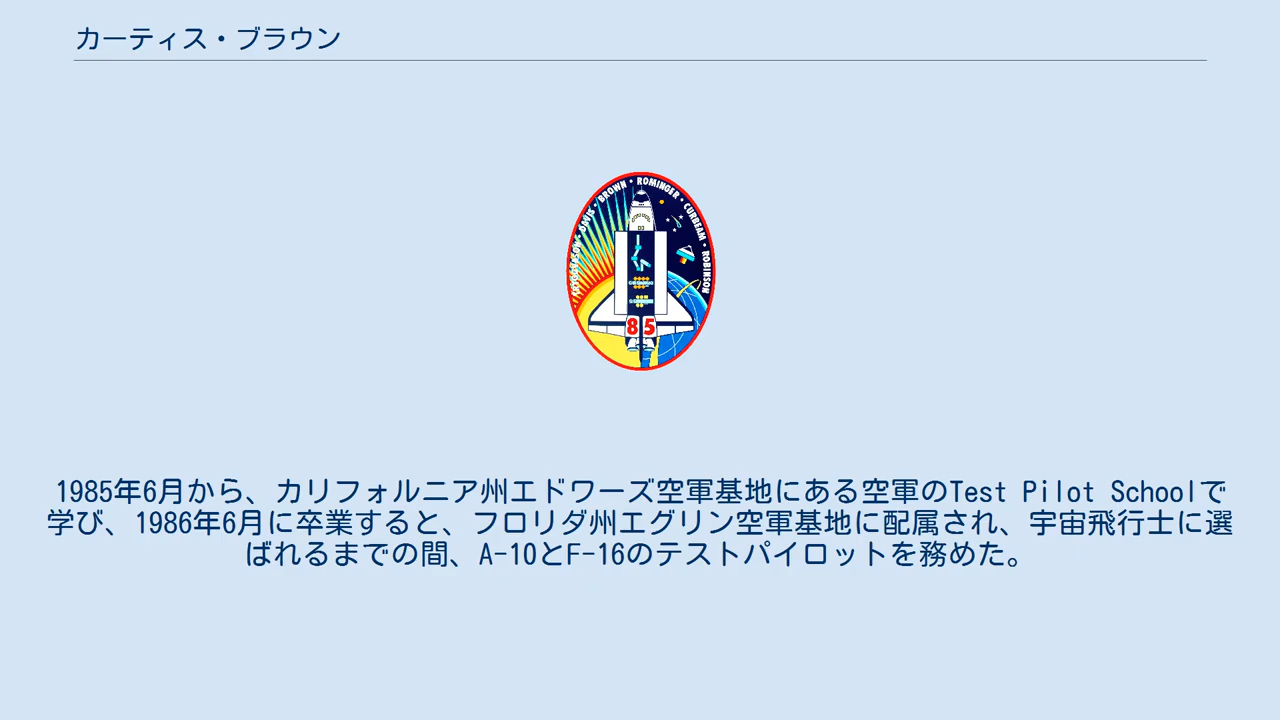 カーティス・ブラウン
BROWN・ROMINGER・CURBEAM・ROBINSON
85
1985年6月から、カリフォルニア州エドワーズ空軍基地にある空軍のTest Pilot Schoolで
学び、1986年6月に卒業すると、フロリダ州エグリン空軍基地に配属され、宇宙飛行士に選
ばれるまでの間、A-10とF-16のテストパイロットを務めた。